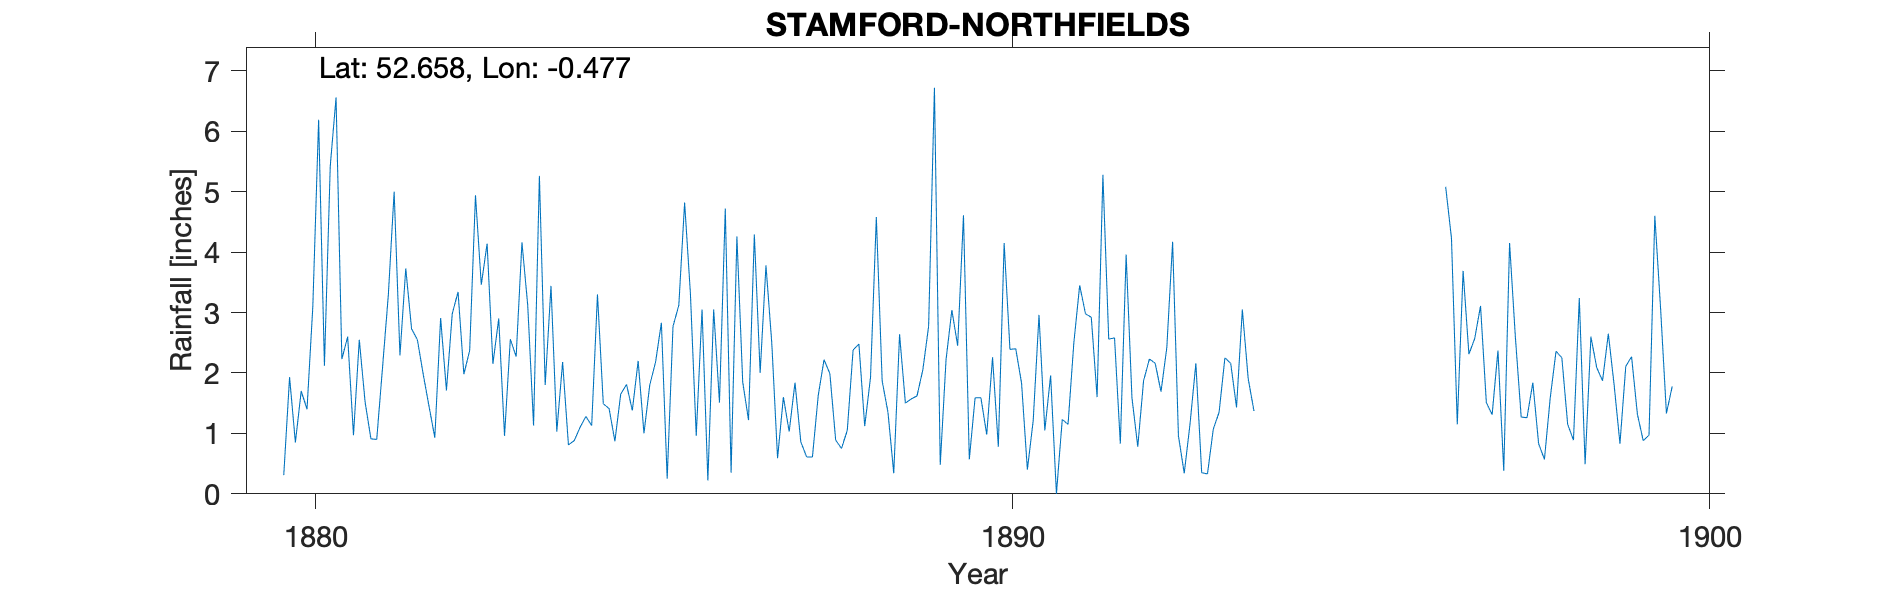 STAMFORD-NORTHFIELDS
Lat: 52.658, Lon: -0.477
7
6
5
4
3
2
1
0
Rainfall [inches]
1880 1890 1900
Year